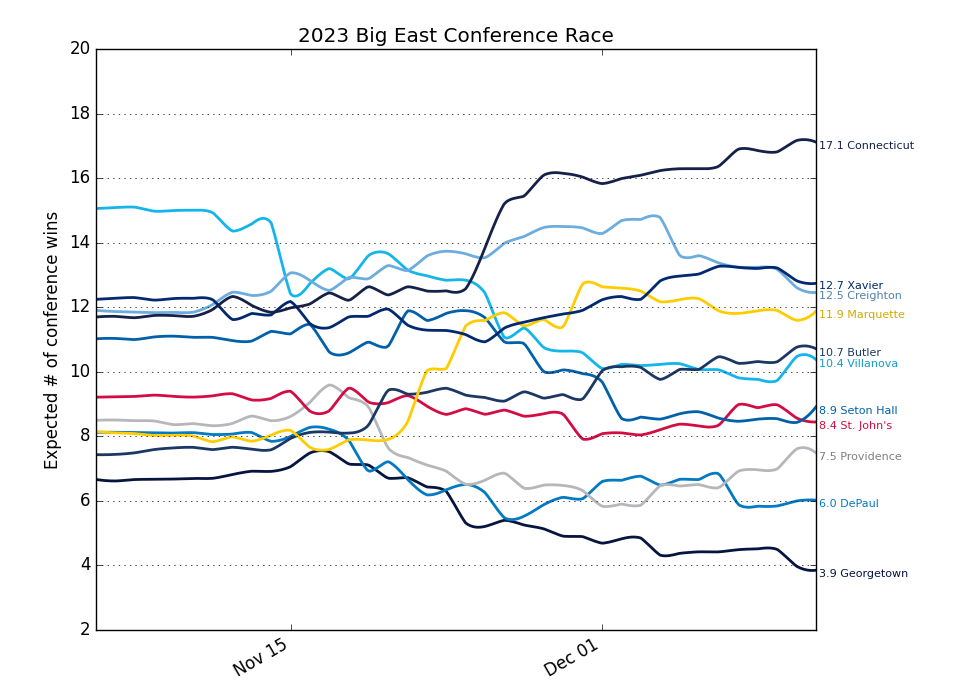 2023 Big East Conference Race
Expected # of conference wins
20
18
16
14
12
10
8
6
4
2
Nov 15
Dec 01
17.1 Connecticut
12.7 Xavier
12.5 Creighton
11.9 Marquette
10.7 Butler
10.4 Villanova
8.9 Seton Hall
8.4 St. John's
7.5 Providence
6.0 DePaul
3.9 Georgetown